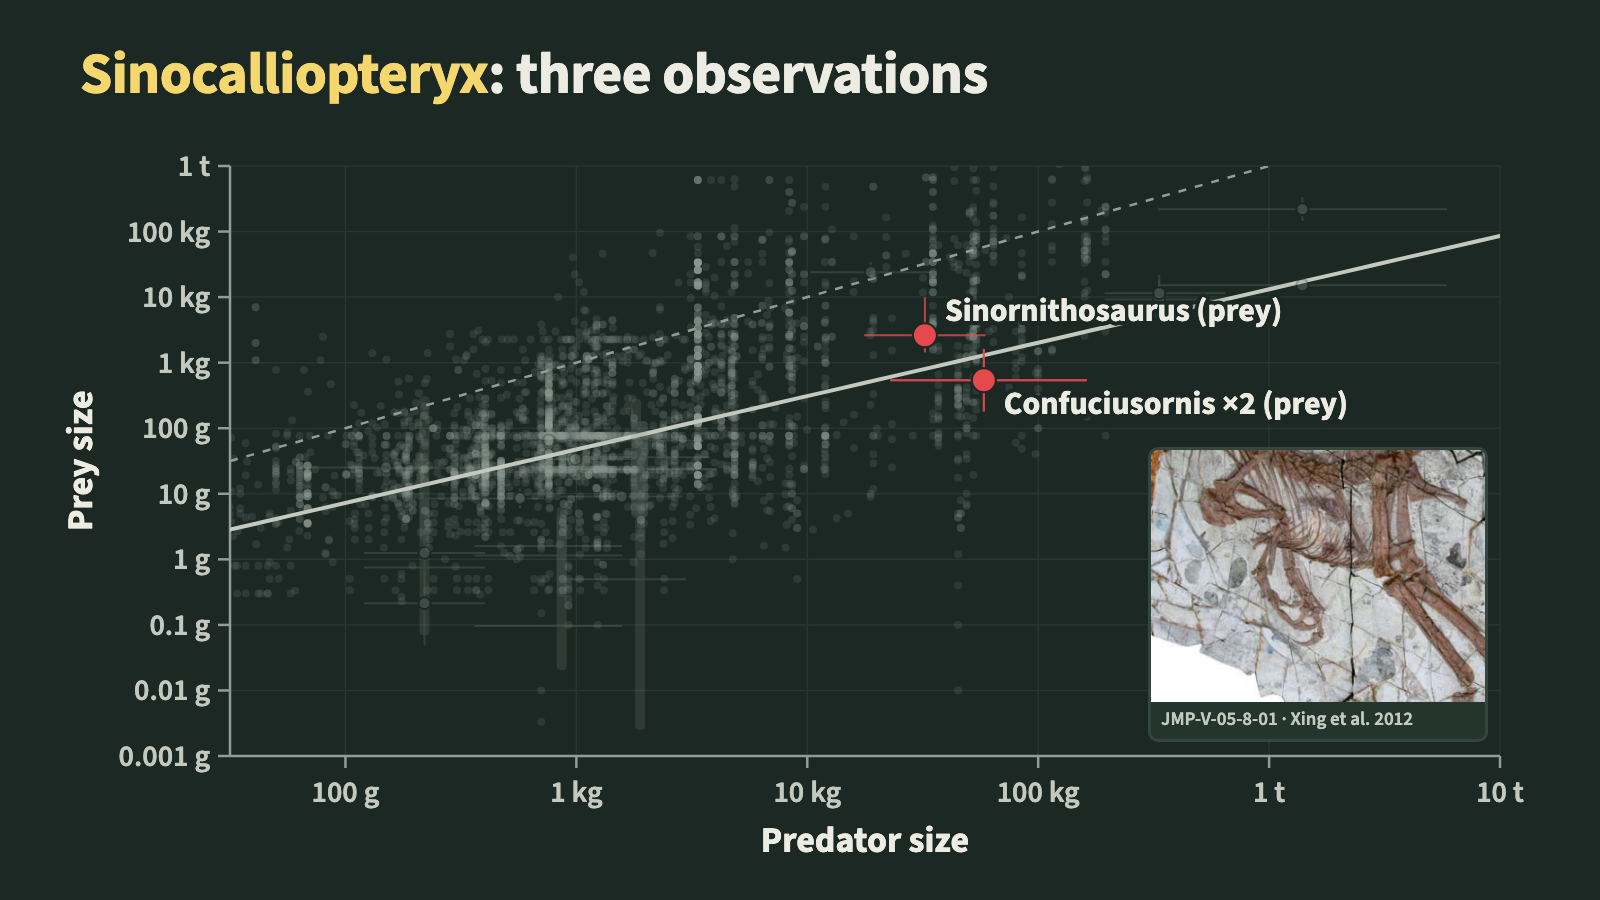 Sinocalliopteryx: three observations
1 t
100 kg
10 kg
1 kg
100 g
10 g
1 g
0.1 g
0.01 g
0.001 g
Prey size
Sinornithosaurus (prey)
Confuciusornis ×2 (prey)
JMP-V-05-8-01 · Xing et al. 2012
100 g
1 kg
10 kg
100 kg
1 t
10 t
Predator size